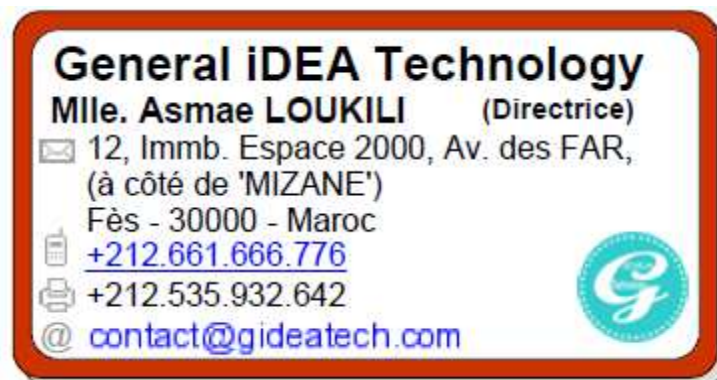 General iDEA Technology
Mlle. Asmae LOUKILI (Directrice)
12, Immb. Espace 2000, Av. des FAR,
(à côté de 'MIZANE')
Fès - 30000 - Maroc
+212.661.666.776
+212.535.932.642
@ contact@gideatech.com
G